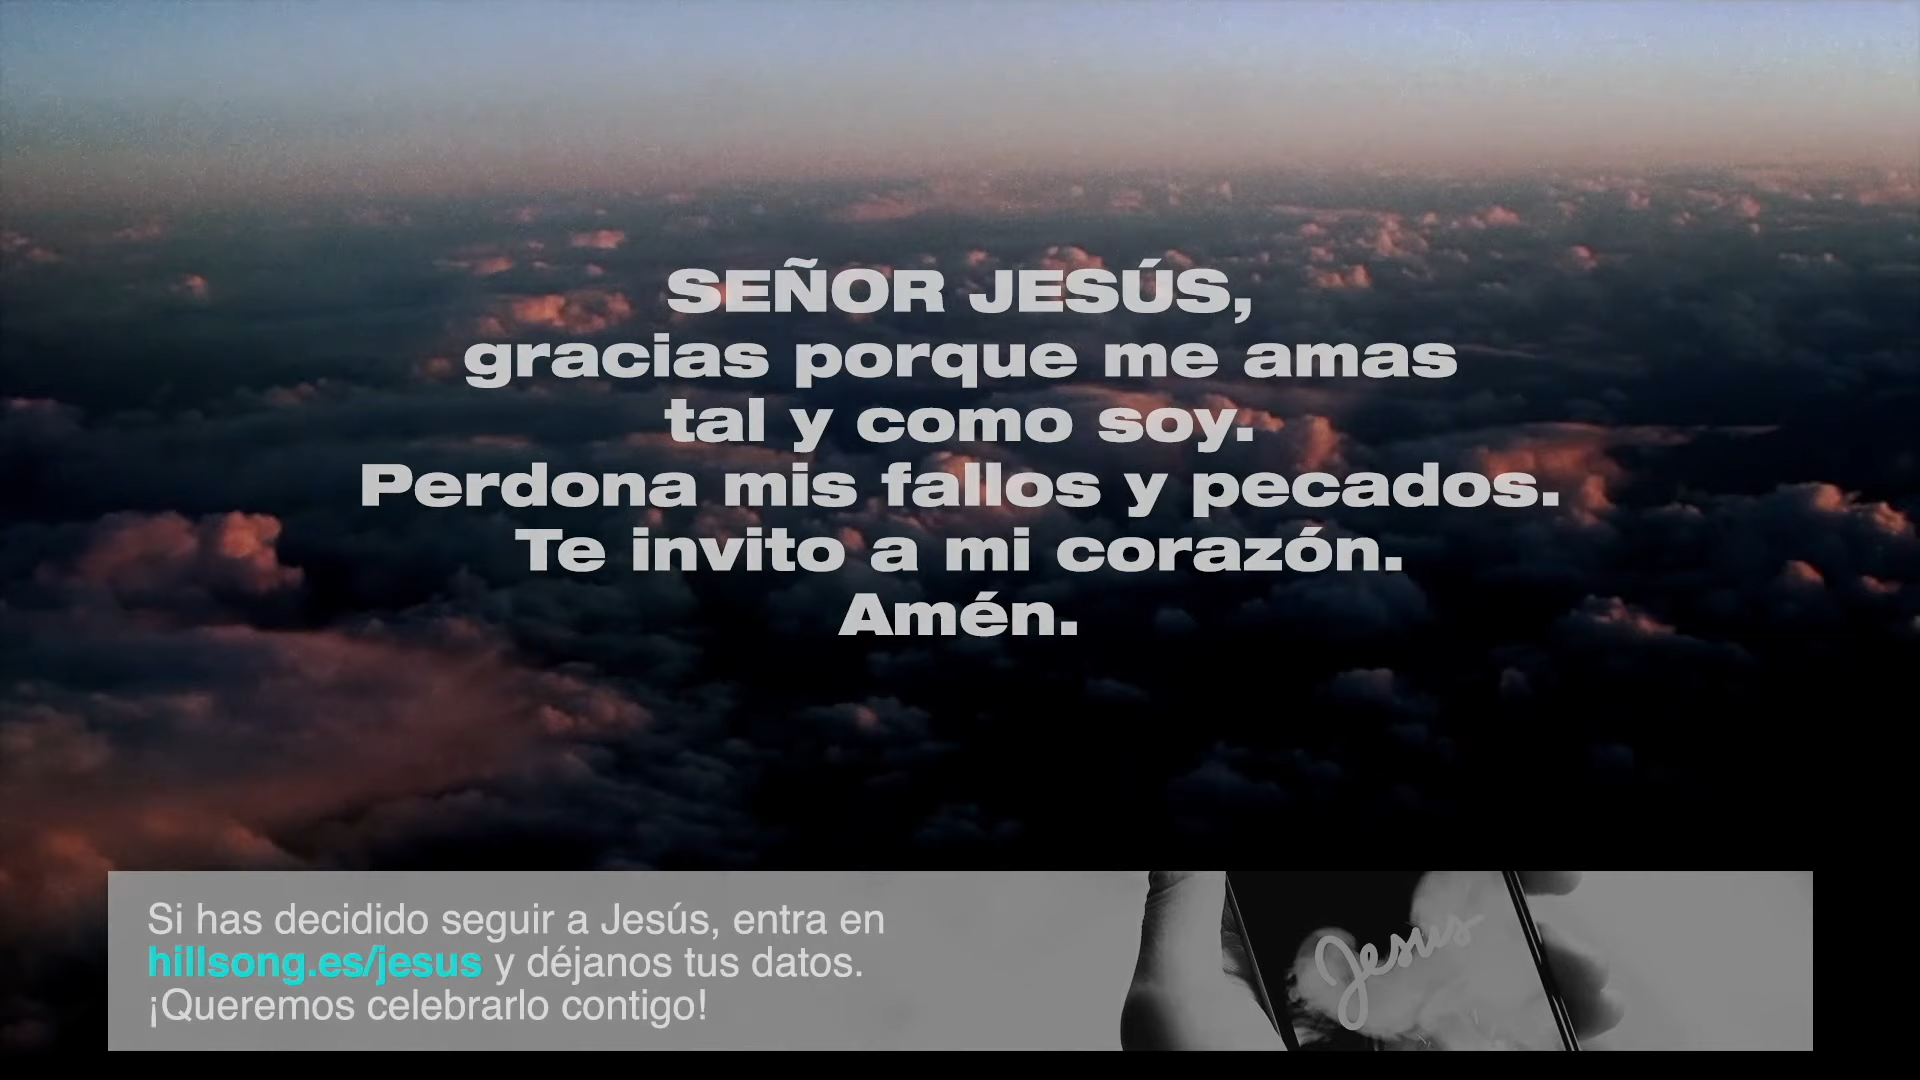 SEÑOR JESÚS,
gracias porque me amas
tal y como soy.
Perdona mis fallos y pecados.
Te invito a mi corazón.
Amén.
Si has decidido seguir a Jesús, entra en
hillsong.es/jesus y déjanos tus datos.
¡Queremos celebrarlo contigo!
Jesus